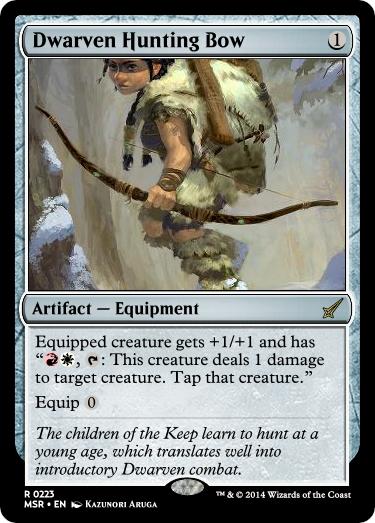 Dwarven Hunting Bow 1
Artifact — Equipment
Equipped creature gets +1/+1 and has
“RW, T: This creature deals 1 damage
to target creature. Tap that creature.”
Equip 0
The children of the Keep learn to hunt at a
young age, which translates well into
introductory Dwarven combat.
R 0223
MSR • EN Kazunori Aruga
™ & © 2014 Wizards of the Coast